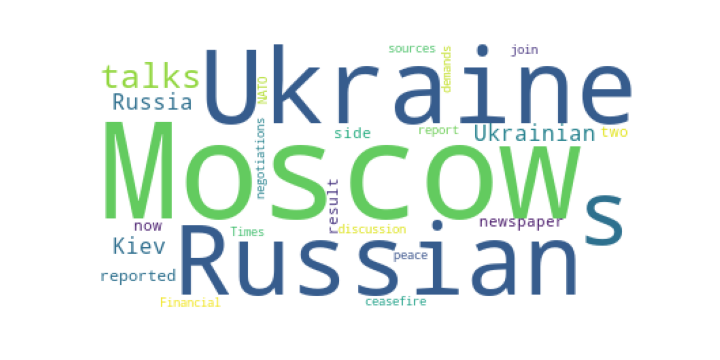 sources
join
Ukraine
demands
talks
NATO
Russia
report
Ukrainian
two
side
negotiations
Moscow
s
result
now
newspaper
Times
discussion
Russian
Kiev
peace
reported
Financial
ceasefire